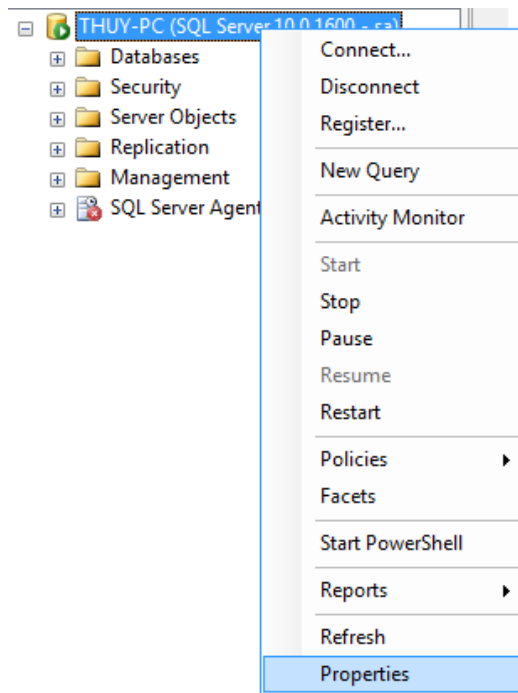 THUY-PC (SQL Server 10.0.1600 - sa)
Databases
Security
Server Objects
Replication
Management
SQL Server Agent
Connect...
Disconnect
Register...
New Query
Activity Monitor
Start
Stop
Pause
Resume
Restart
Policies
Facets
Start PowerShell
Reports
Refresh
Properties